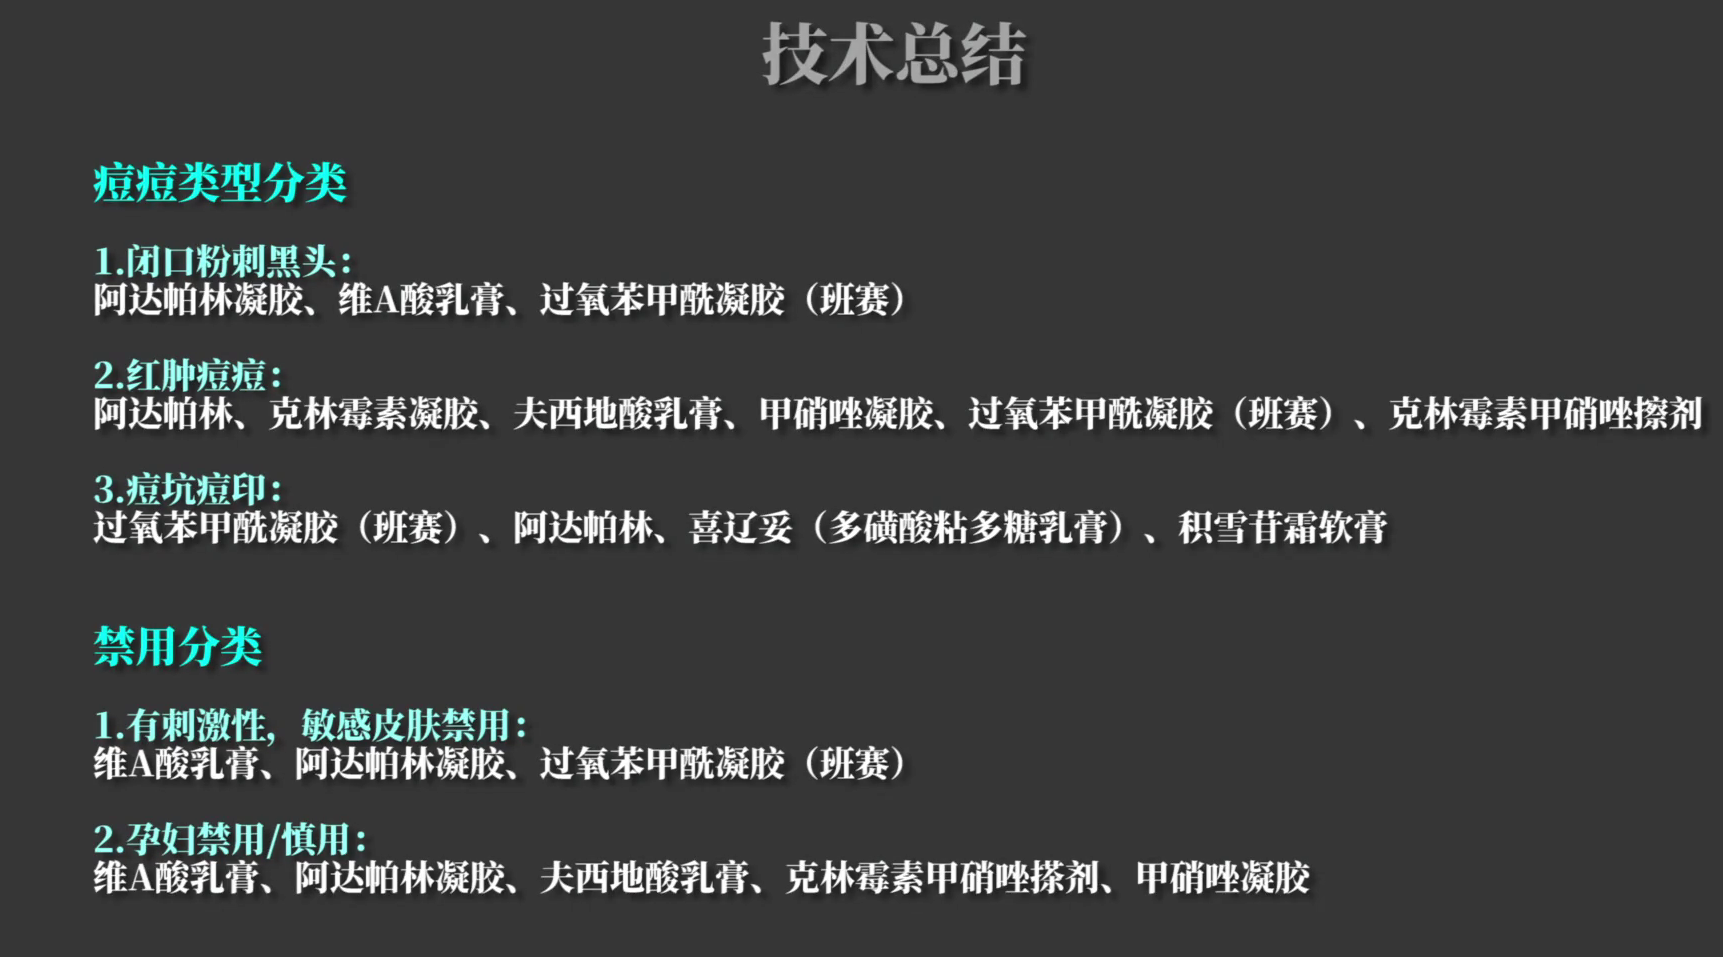 技术总结
痘痘类型分类
1.闭口粉刺黑头：
阿达帕林凝胶、维A酸乳膏、过氧苯甲酰凝胶（班赛）
2.红肿痘痘：
阿达帕林、克林霉素凝胶、夫西地酸乳膏、甲硝唑凝胶、过氧苯甲酰凝胶（班赛）、克林霉素甲硝唑擦剂
3.痘坑痘印：
过氧苯甲酰凝胶（班赛）、阿达帕林、喜辽妥（多磺酸粘多糖乳膏）、积雪苷霜软膏
禁用分类
1.有刺激性，敏感皮肤禁用：
维A酸乳膏、阿达帕林凝胶、过氧苯甲酰凝胶（班赛）
2.孕妇禁用/慎用：
维A酸乳膏、阿达帕林凝胶、夫西地酸乳膏、克林霉素甲硝唑搽剂、甲硝唑凝胶